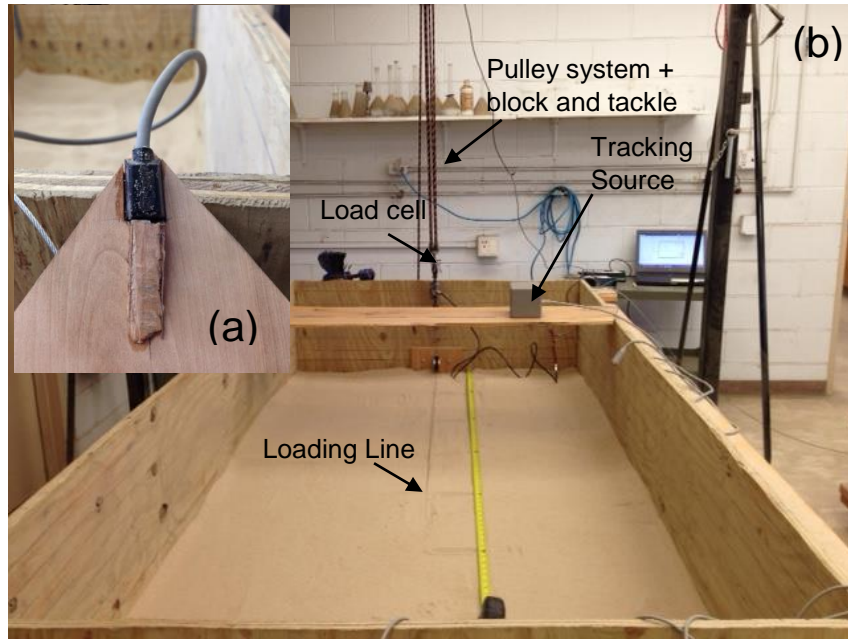 (a)
(b)
Pulley system +
block and tackle
Tracking
Source
Load cell
Loading Line